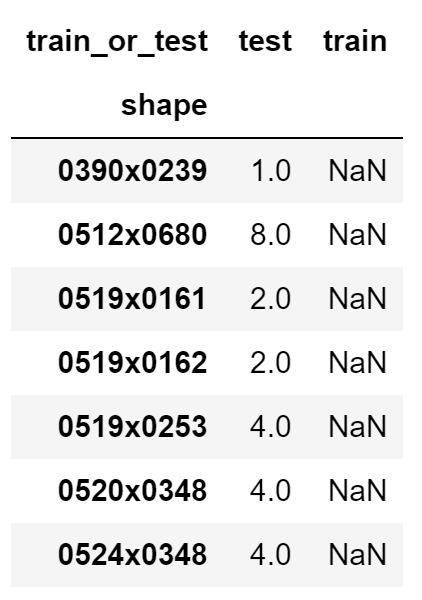 train_or_test test train
shape
0390x0239 1.0 NaN
0512x0680 8.0 NaN
0519x0161 2.0 NaN
0519x0162 2.0 NaN
0519x0253 4.0 NaN
0520x0348 4.0 NaN
0524x0348 4.0 NaN